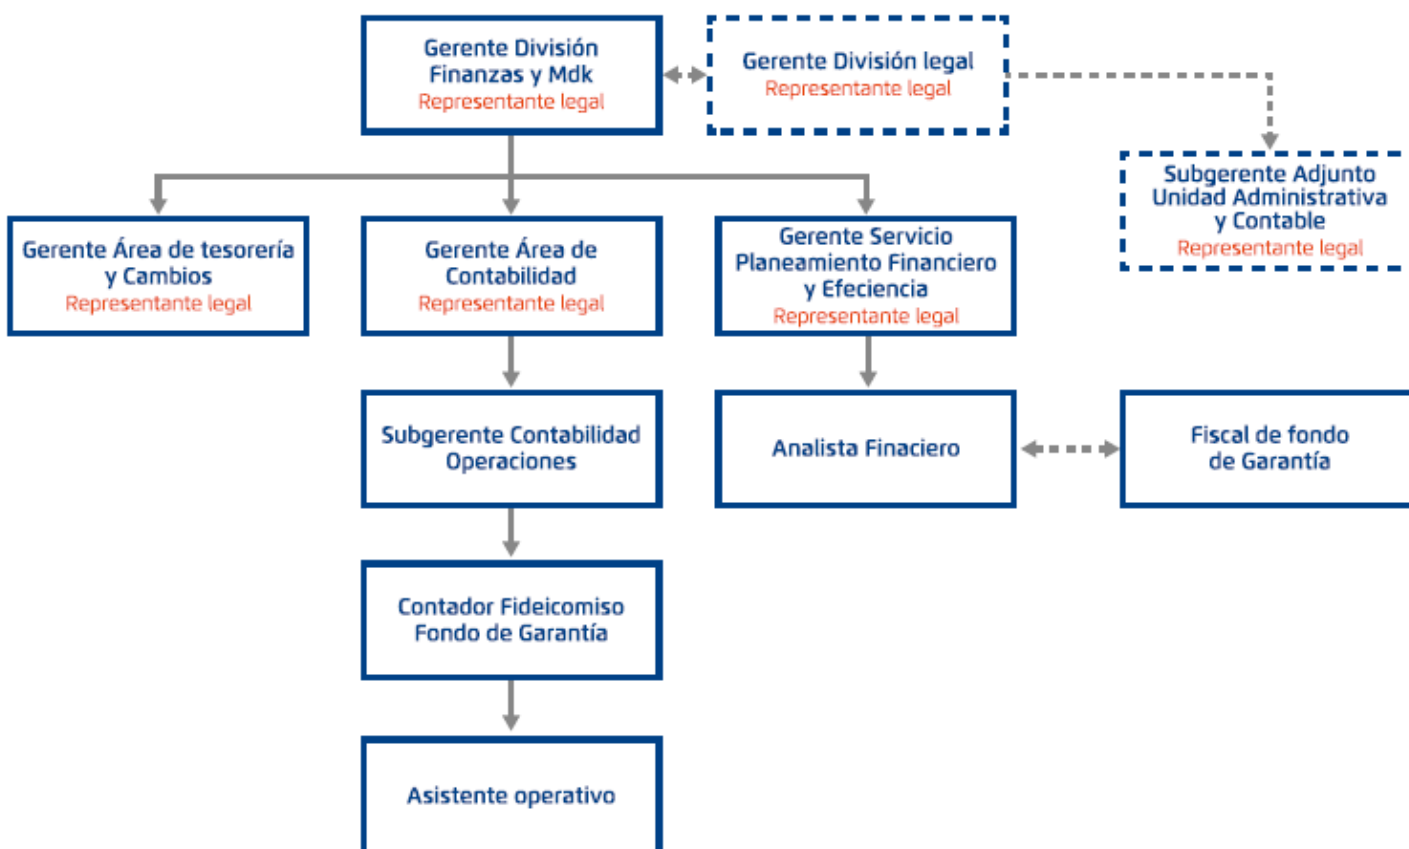 Gerente División
Finanzas y Mdk
Representante legal
Gerente División legal
Representante legal
Subgerente Adjunto
Unidad Administrativa
y Contable
Representante legal
Gerente Área de tesorería
y Cambios
Representante legal
Gerente Área de
Contabilidad
Representante legal
Gerente Servicio
Planeamiento Financiero
y Efeciencia
Representante legal
Subgerente Contabilidad
Operaciones
Analista Finaciero
Fiscal de fondo
de Garantía
Contador Fideicomiso
Fondo de Garantía
Asistente operativo